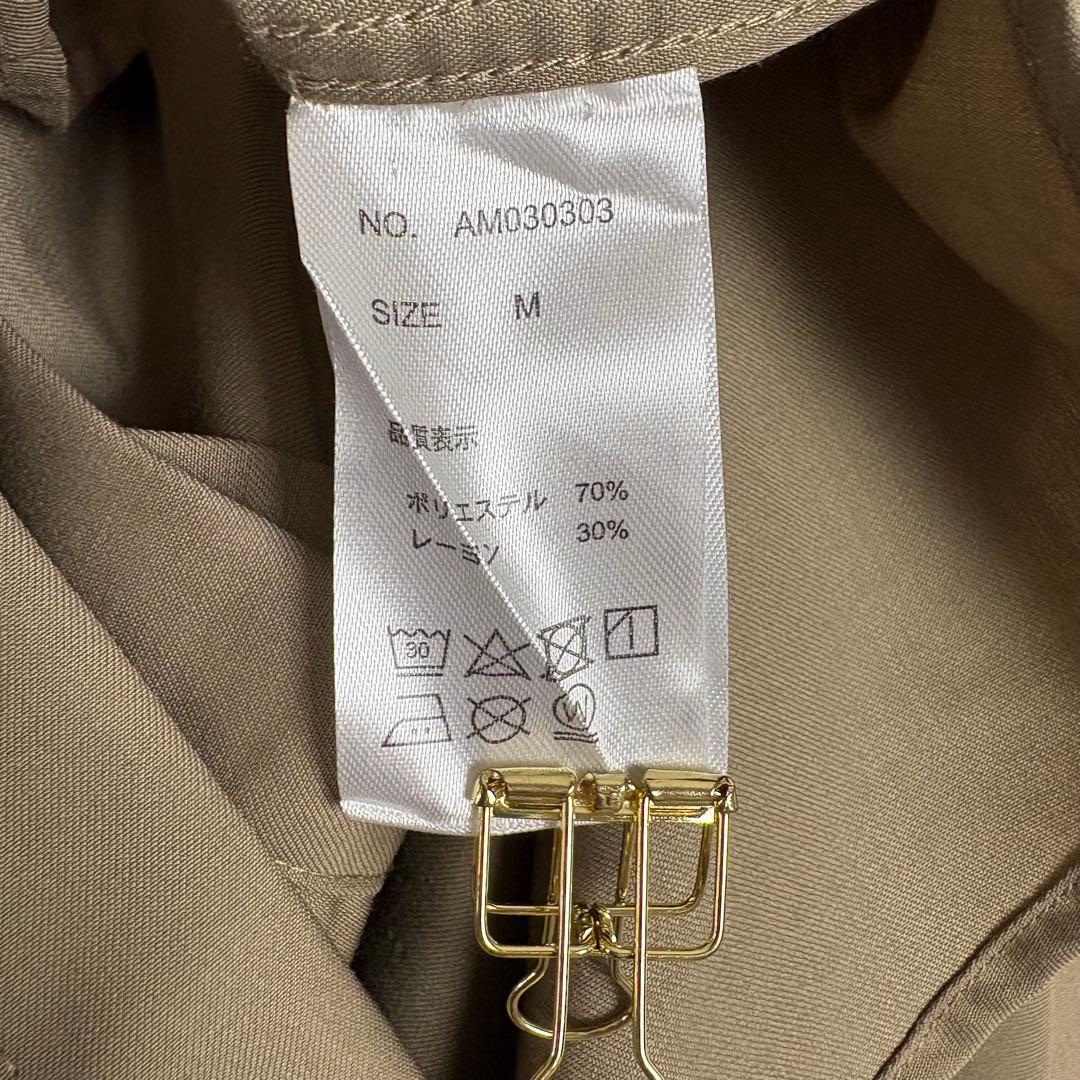 NO. AM030303
SIZE M
品質表示
ポリエステル 70%
レーヨン 30%
30
W